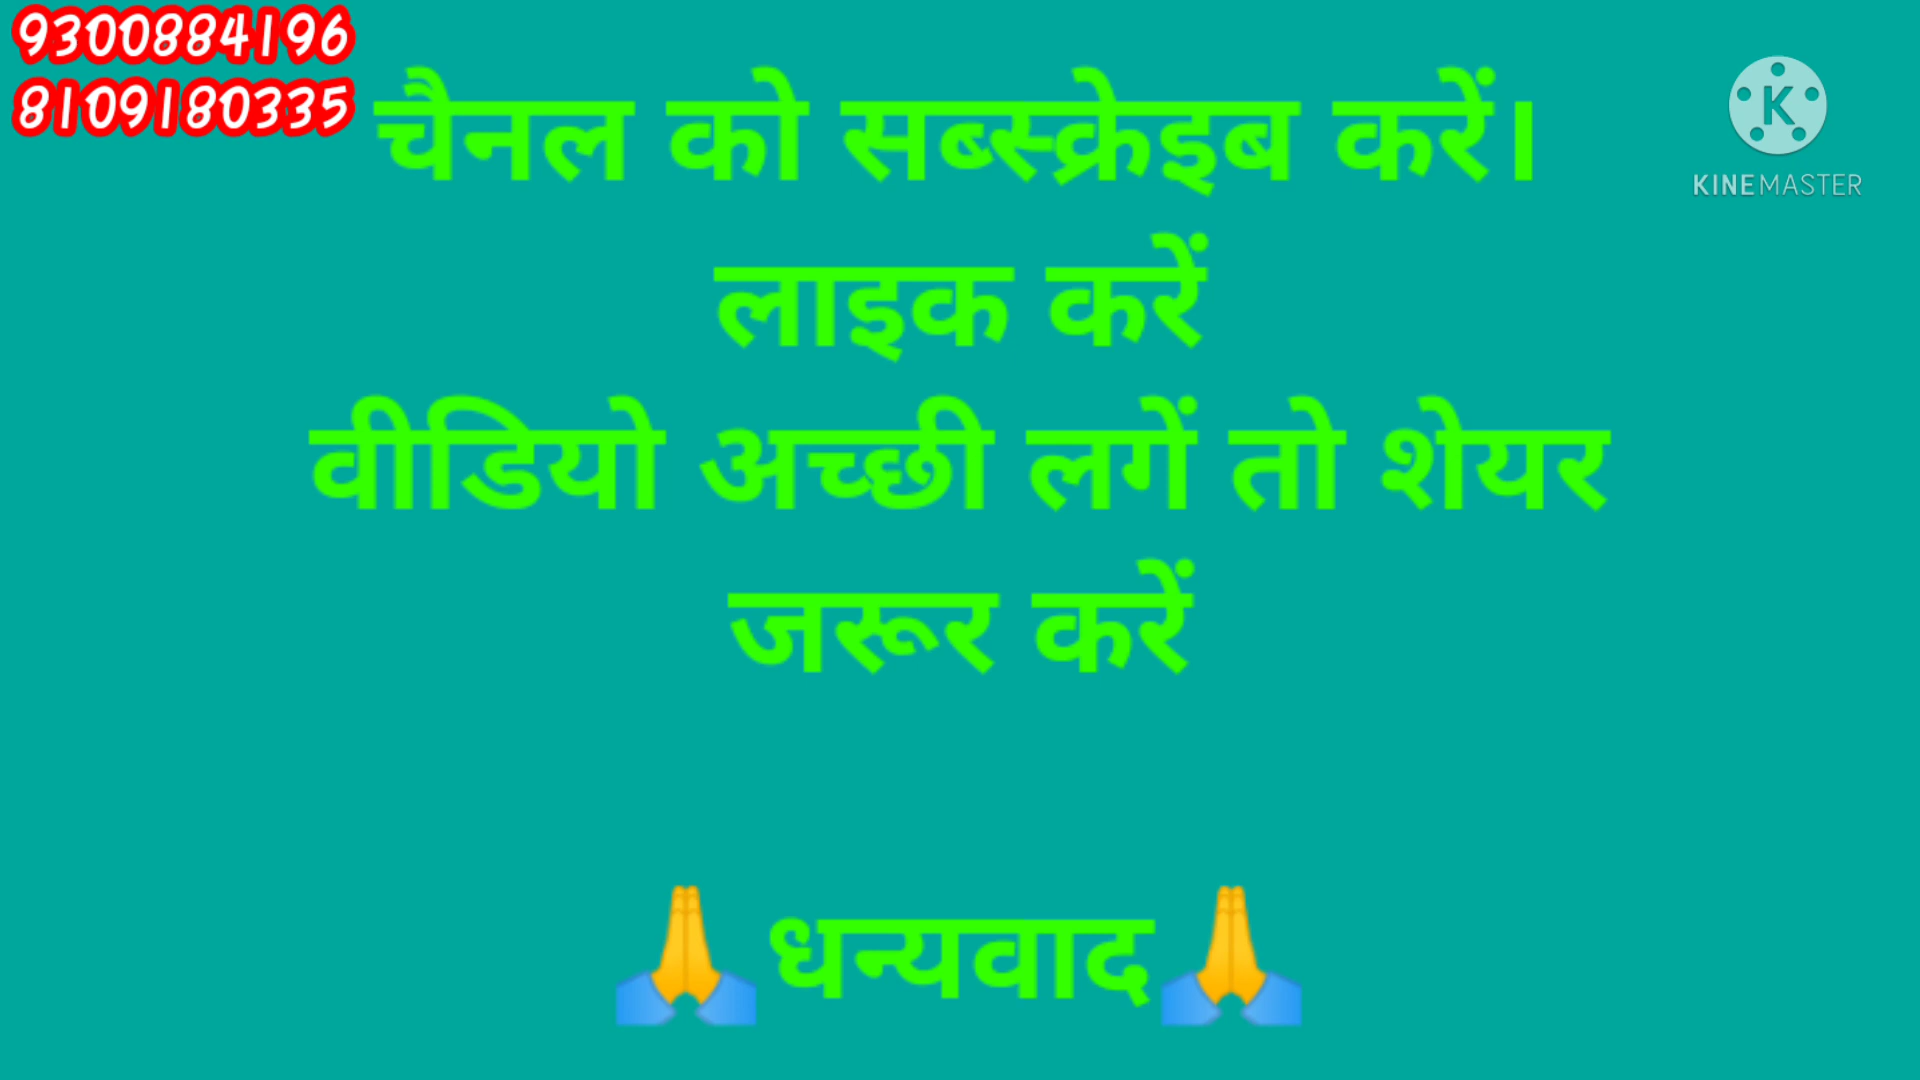 9300884196
8109180335
चैनल को सब्स्क्रेइब करें।
लाइक करें
वीडियो अच्छी लगें तो शेयर
जरूर करें
🙏धन्यवाद🙏
K
KINEMASTER